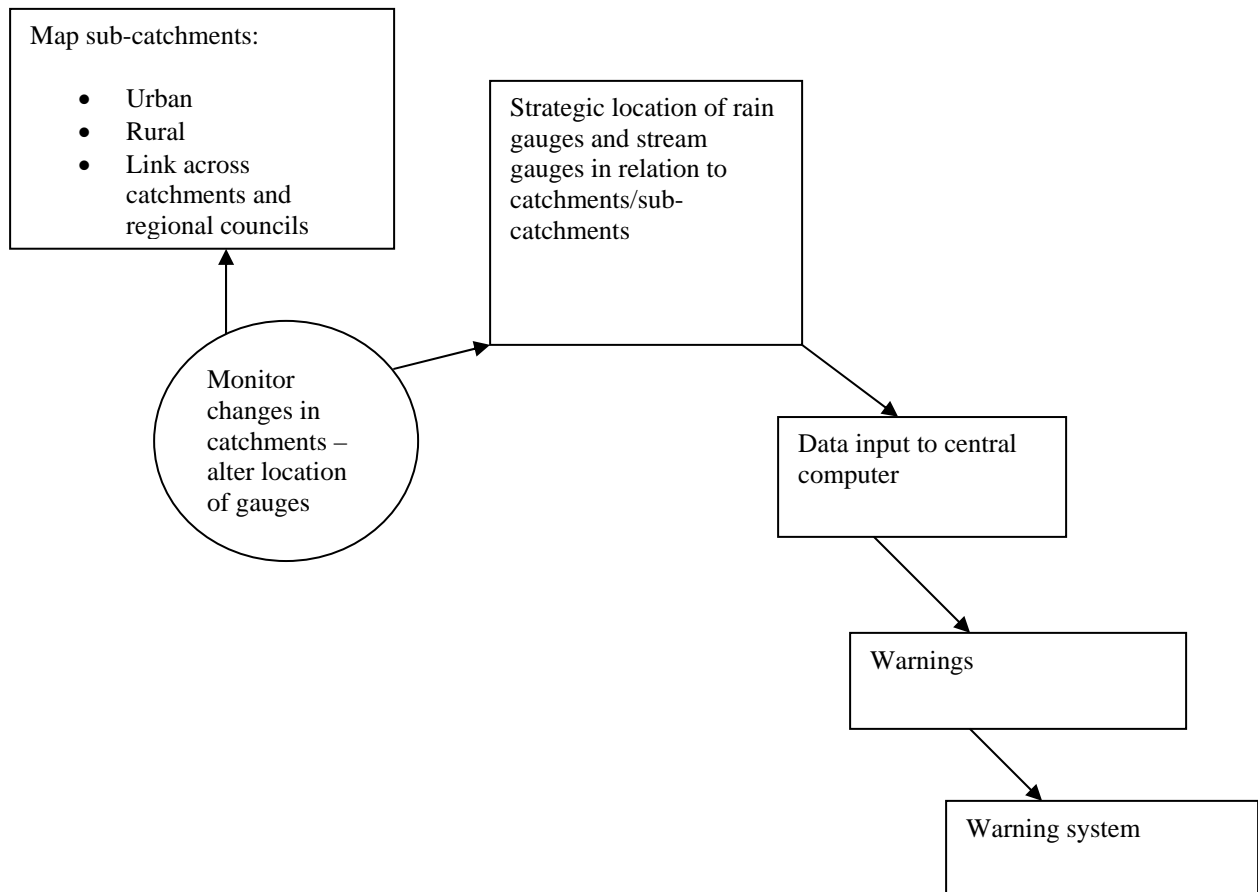 Map sub-catchments:
• Urban
• Rural
• Link across
catchments and
regional councils
Strategic location of rain
gauges and stream
gauges in relation to
catchments/sub-
catchments
Monitor
changes in
catchments –
alter location
of gauges
Data input to central
computer
Warnings
Warning system